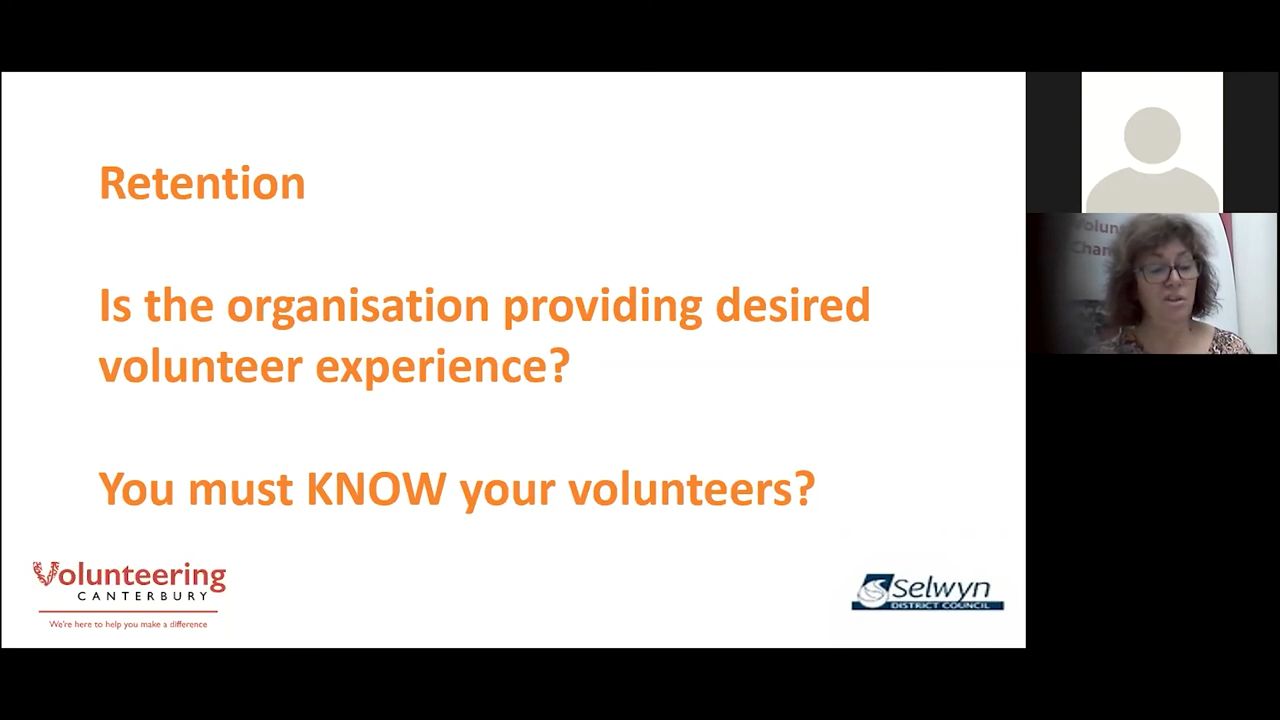 Retention
Is the organisation providing desired
volunteer experience?
You must KNOW your volunteers?
Volunteering
CANTERBURY
We're here to help you make a difference
Selwyn
DISTRICT COUNCIL